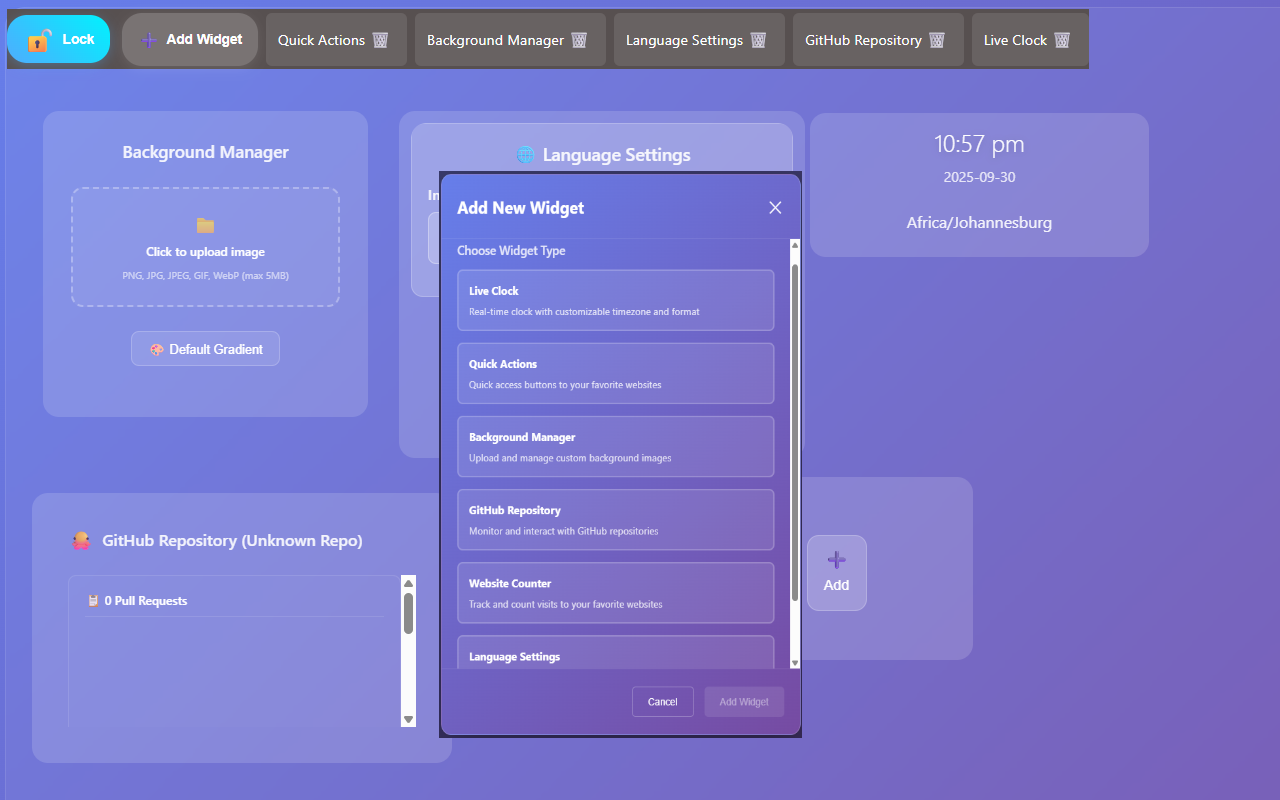 Lock
Add Widget
Quick Actions
Background Manager
Language Settings
GitHub Repository
Live Clock
Background Manager
Click to upload image
PNG, JPG, JPEG, GIF, WebP (max 5MB)
Default Gradient
Language Settings
In
10:57 pm
2025-09-30
Africa/Johannesburg
Add New Widget
Choose Widget Type
Live Clock
Real-time clock with customizable timezone and format
Quick Actions
Quick access buttons to your favorite websites
Background Manager
Upload and manage custom background images
GitHub Repository
Monitor and interact with GitHub repositories
Website Counter
Track and count visits to your favorite websites
Language Settings
Cancel
Add Widget
GitHub Repository (Unknown Repo)
0 Pull Requests
Add